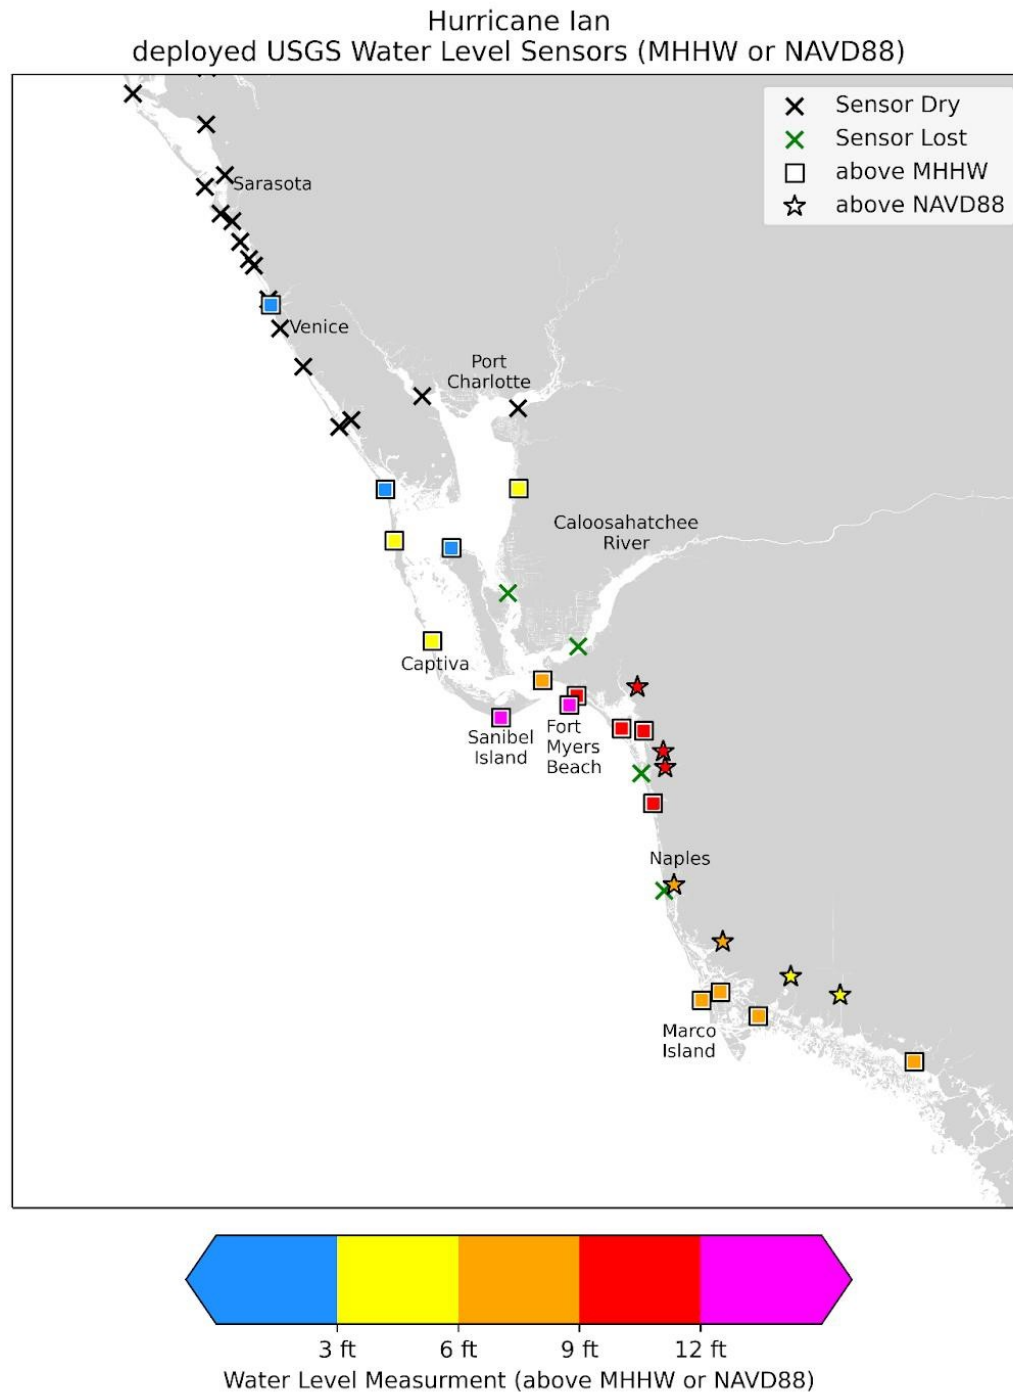 Hurricane Ian
deployed USGS Water Level Sensors (MHHW or NAVD88)
Sensor Dry
Sensor Lost
above MHHW
above NAVD88
Sarasota
Venice
Port
Charlotte
Caloosahatchee
River
Captiva
Sanibel
Island
Fort
Myers
Beach
Naples
Marco
Island
3 ft
6 ft
9 ft
12 ft
Water Level Measurment (above MHHW or NAVD88)